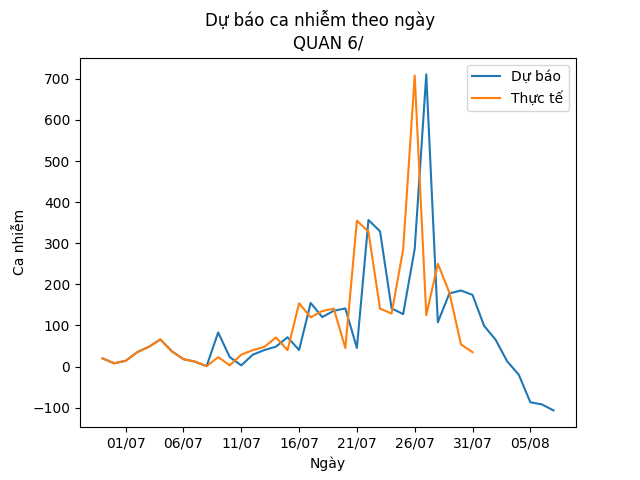 Dự báo ca nhiễm theo ngày
QUAN 6/
Dự báo
Thực tế
Ca nhiễm
700
600
500
400
300
200
100
0
−100
01/07
06/07
11/07
16/07
21/07
26/07
31/07
05/08
Ngày